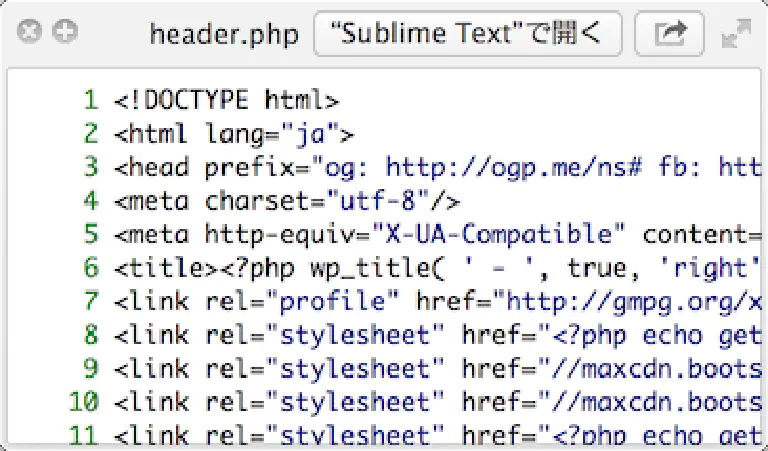 header.php “Sublime Text”で開く
1 <!DOCTYPE html>
2 <html lang="ja">
3 <head prefix="og: http://ogp.me/ns# fb: htt
4 <meta charset="utf-8"/>
5 <meta http-equiv="X-UA-Compatible" content=
6 <title><?php wp_title( ' - ', true, 'right'
7 <link rel="profile" href="http://gmpg.org/x
8 <link rel="stylesheet" href="<?php echo get
9 <link rel="stylesheet" href="//maxcdn.boots
10 <link rel="stylesheet" href="//maxcdn.boots
11 <link rel="stylesheet" href="<?php echo get